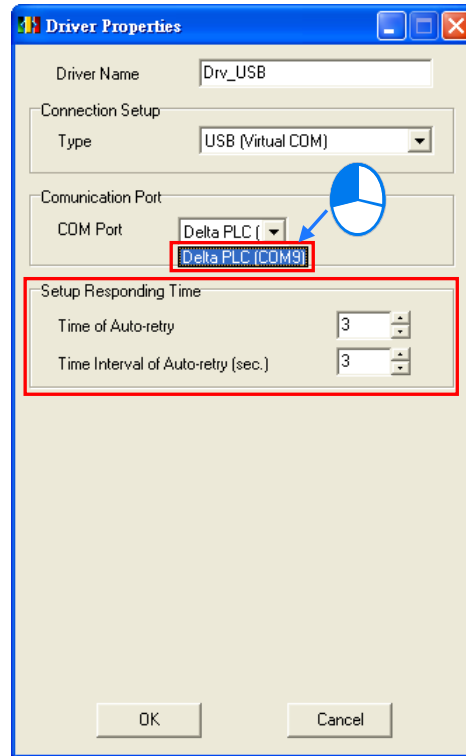 Driver Properties
Driver Name Drv_USB
Connection Setup
Type USB (Virtual COM)
Comunication Port
COM Port Delta PLC (
Delta PLC (COM9)
Setup Responding Time
Time of Auto-retry 3
Time Interval of Auto-retry (sec.) 3
OK Cancel